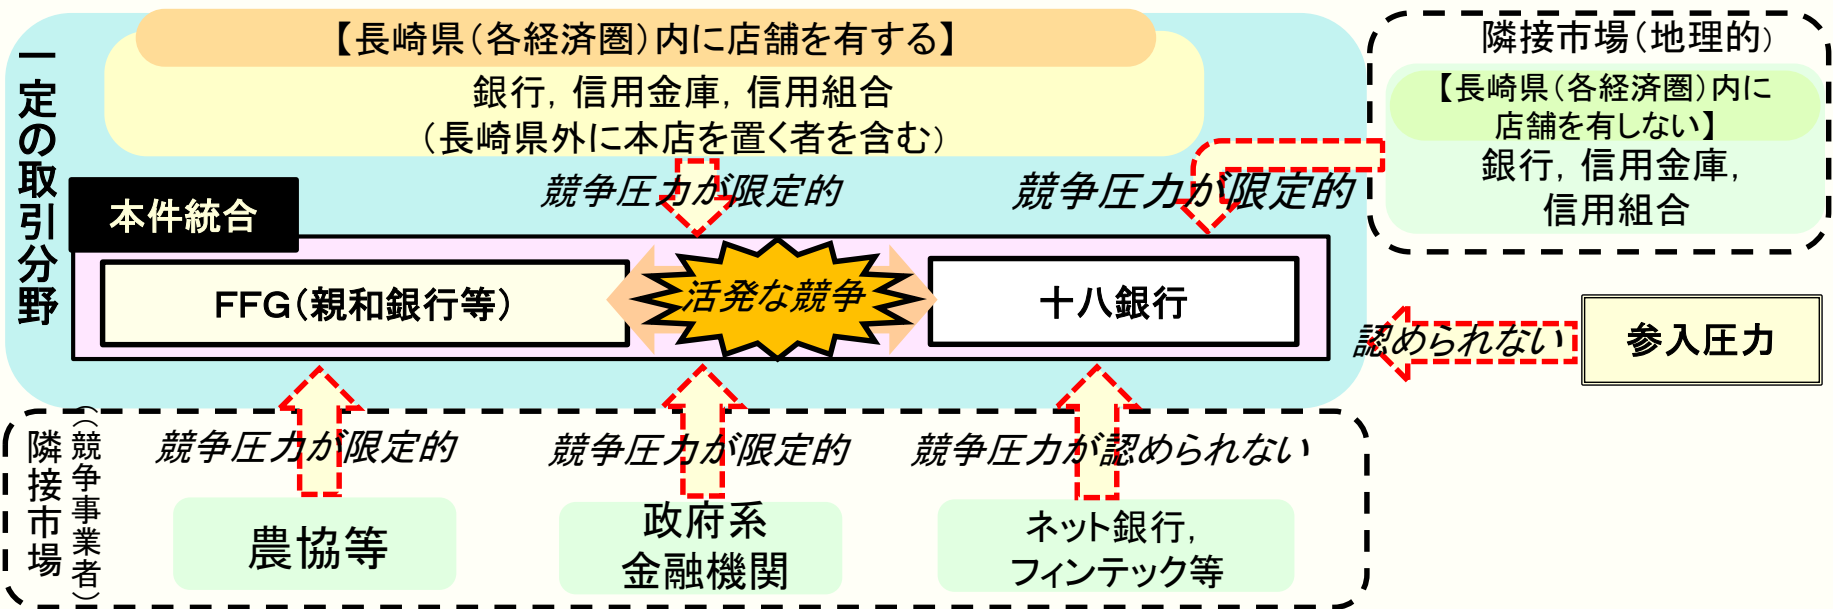 一定の取引分野
【長崎県(各経済圏)内に店舗を有する】
銀行，信用金庫，信用組合
(長崎県外に本店を置く者を含む)
競争圧力が限定的
競争圧力が限定的
隣接市場(地理的)
【長崎県(各経済圏)内に
店舗を有しない】
銀行，信用金庫，
信用組合
本件統合
FFG(親和銀行等)
活発な競争
十八銀行
認められない
参入圧力
隣接市場
(競争事業者)
競争圧力が限定的
競争圧力が限定的
競争圧力が認められない
農協等
政府系
金融機関
ネット銀行，
フィンテック等